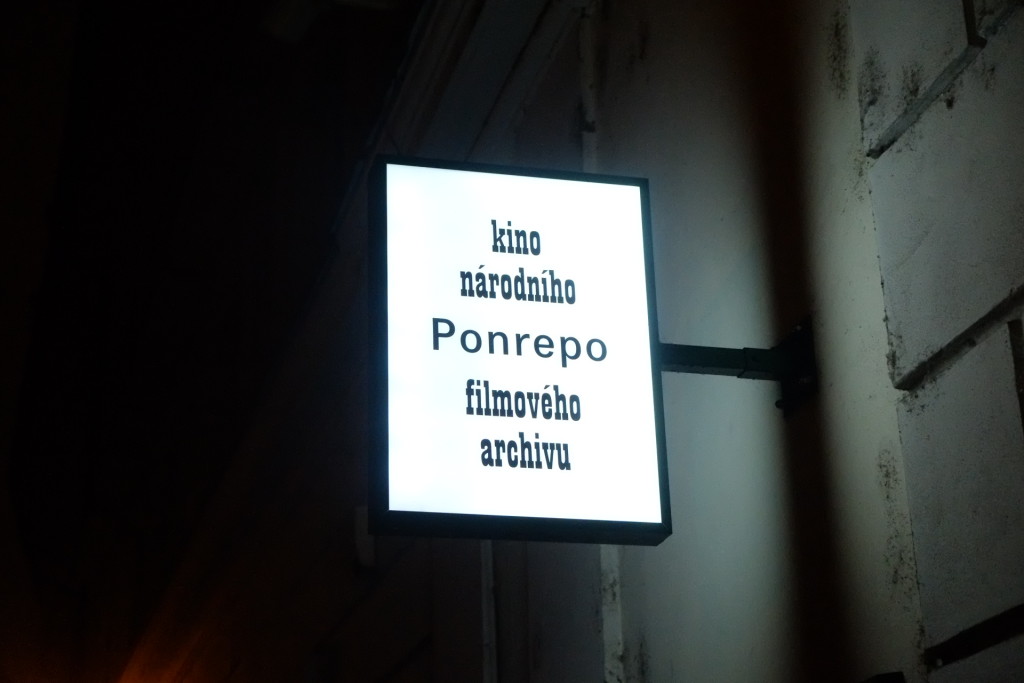 kino
národního
Ponrepo
filmového
archivu